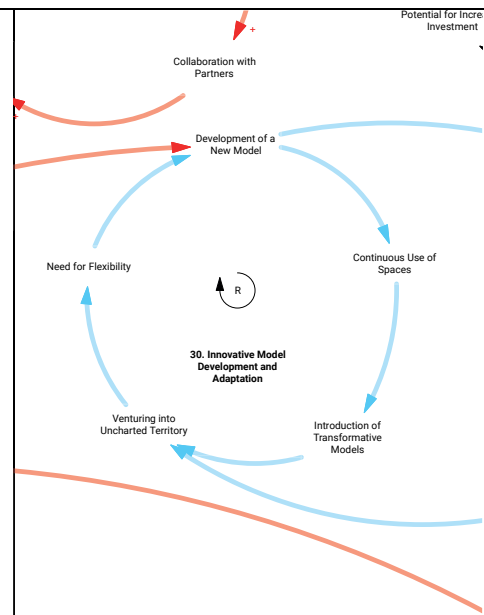 Potential for Increa
Investment
+
Collaboration with
Partners
+
Development of a
New Model
Continuous Use of
Spaces
Need for Flexibility
R
30. Innovative Model
Development and
Adaptation
Venturing into
Uncharted Territory
Introduction of
Transformative
Models